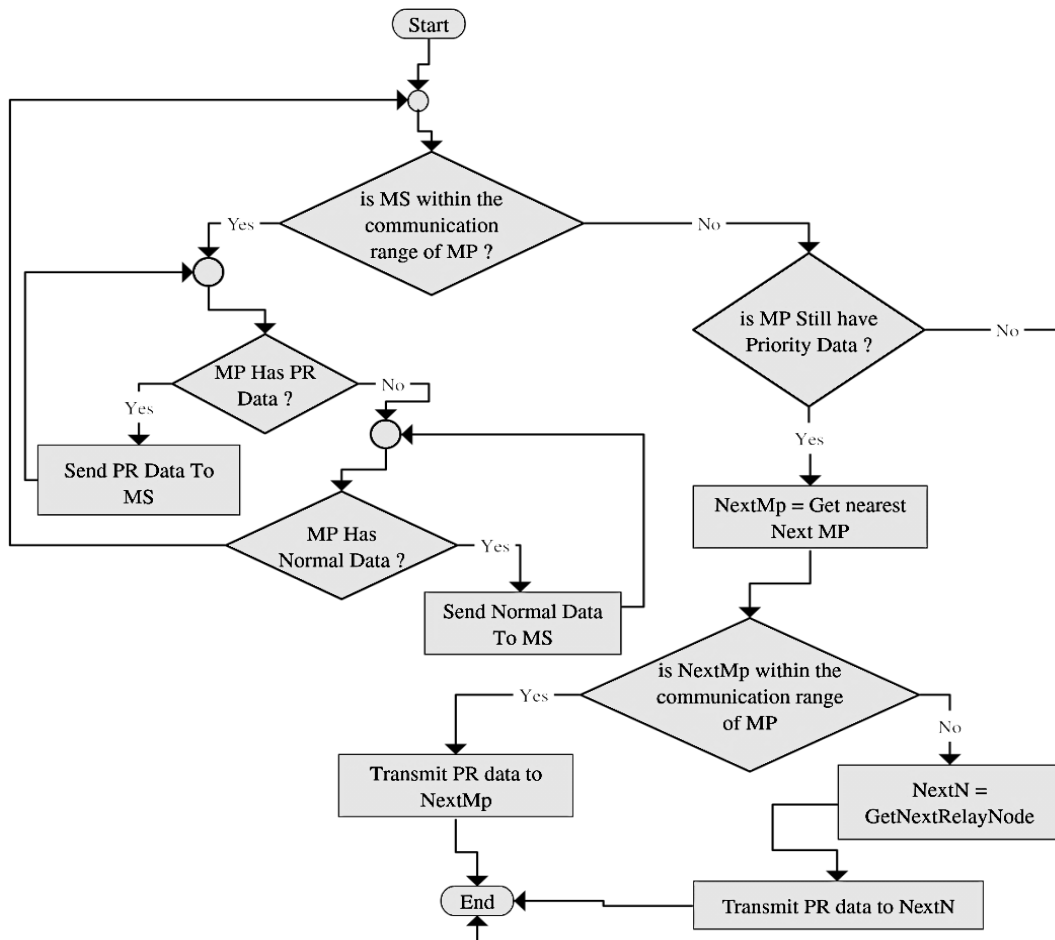 Start
is MS within the
communication
range of MP ?
Yes
No
is MP Still have
Priority Data ?
No
MP Has PR
Data ?
Yes
No
Yes
Send PR Data To
MS
NextMp = Get nearest
Next MP
MP Has
Normal Data ?
Yes
Send Normal Data
To MS
is NextMp within the
communication range
of MP
Yes
No
Transmit PR data to
NextMp
NextN =
GetNextRelayNode
End
Transmit PR data to NextN